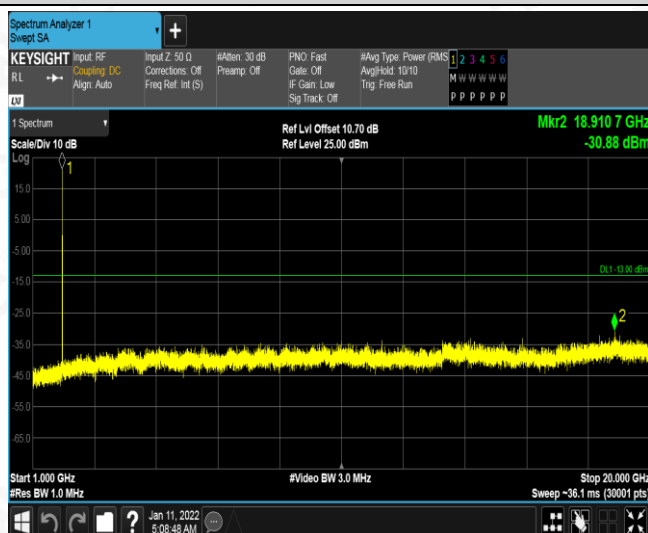 Spectrum Analyzer 1
Swept SA
+
KEYSIGHT
RL
LXI
Input: RF
Coupling: DC
Align: Auto
Input Z: 50 Ω
Corrections: Off
Freq Ref: Int (S)
#Atten: 30 dB
Preamp: Off
PNO: Fast
Gate: Off
IF Gain: Low
Sig Track: Off
#Avg Type: Power (RMS
Avg|Hold: 10/10
Trig: Free Run
1 2 3 4 5 6
M W W W W W
P P P P P P
1 Spectrum
Scale/Div 10 dB
Log
Ref Lvl Offset 10.70 dB
Ref Level 25.00 dBm
Mkr2 18.910 7 GHz
-30.88 dBm
1
15.0
5.00
-5.00
DL1 -13.00 dBm
-15.0
-25.0
2
-35.0
-45.0
-55.0
-65.0
Start 1.000 GHz
#Res BW 1.0 MHz
#Video BW 3.0 MHz
Stop 20.000 GHz
Sweep ~36.1 ms (30001 pts)
?
Jan 11, 2022
5:08:48 AM